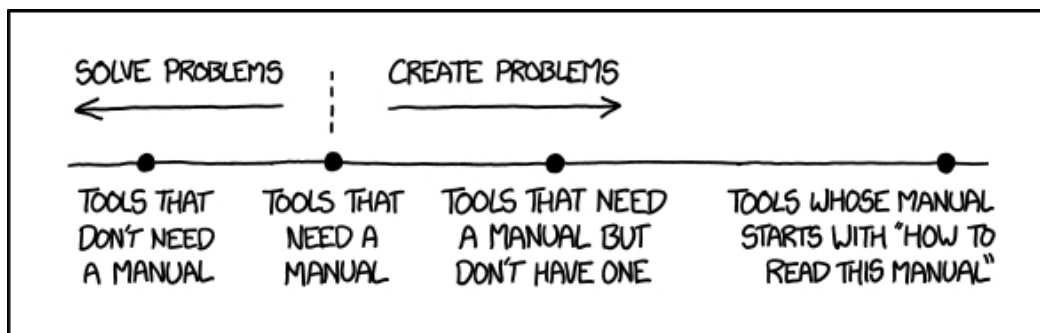 SOLVE PROBLEMS
CREATE PROBLEMS
TOOLS THAT
DON'T NEED
A MANUAL
TOOLS THAT
NEED A
MANUAL
TOOLS THAT NEED
A MANUAL BUT
DON'T HAVE ONE
TOOLS WHOSE MANUAL
STARTS WITH "HOW TO
READ THIS MANUAL"